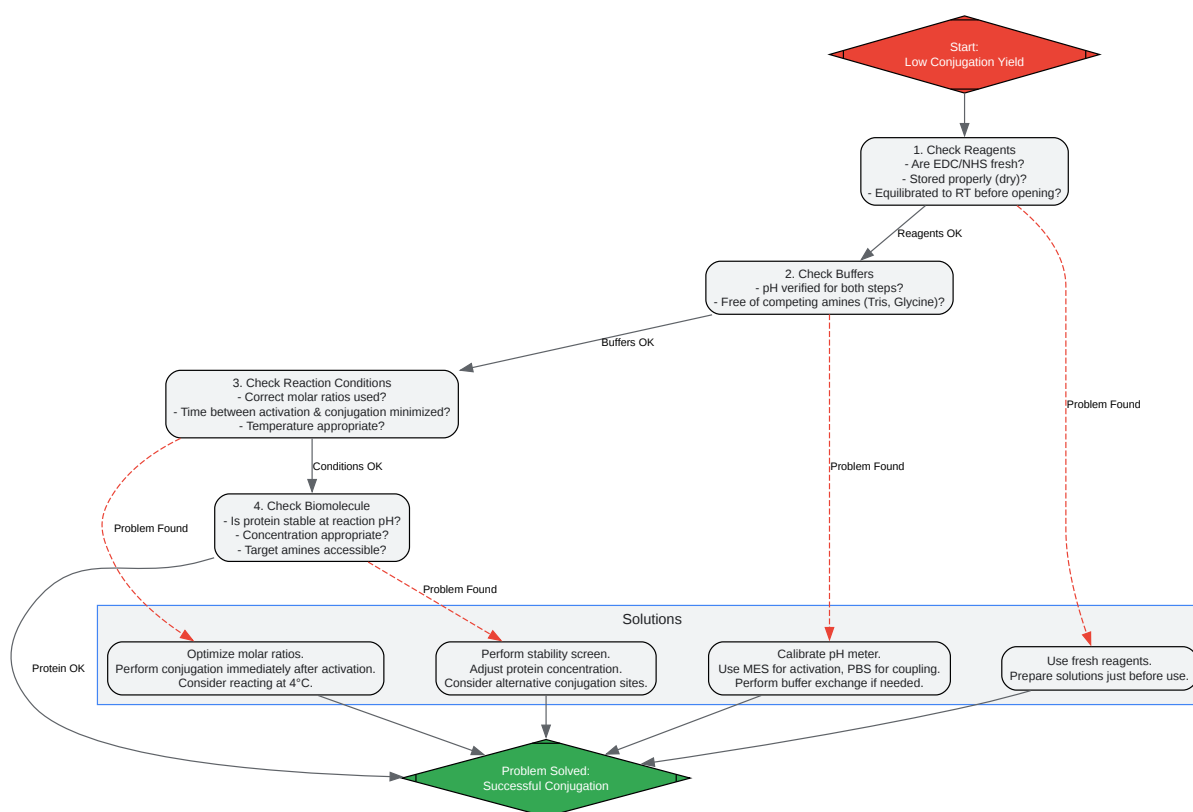 Start:
Low Conjugation Yield
1. Check Reagents
- Are EDC/NHS fresh?
- Stored properly (dry)?
- Equilibrated to RT before opening?
Reagents OK
2. Check Buffers
- pH verified for both steps?
- Free of competing amines (Tris, Glycine)?
Buffers OK
3. Check Reaction Conditions
- Correct molar ratios used?
- Time between activation & conjugation minimized?
- Temperature appropriate?
Problem Found
Conditions OK
Problem Found
4. Check Biomolecule
- Is protein stable at reaction pH?
- Concentration appropriate?
- Target amines accessible?
Problem Found
Problem Found
Solutions
Optimize molar ratios.
Perform conjugation immediately after activation.
Consider reacting at 4°C.
Perform stability screen.
Adjust protein concentration.
Consider alternative conjugation sites.
Calibrate pH meter.
Use MES for activation, PBS for coupling.
Perform buffer exchange if needed.
Use fresh reagents.
Prepare solutions just before use.
Protein OK
Problem Solved:
Successful Conjugation